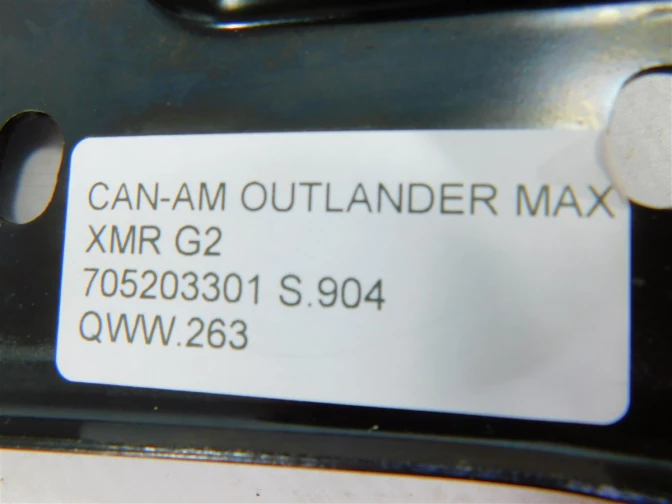 CAN-AM OUTLANDER MAX
XMR G2
705203301 S.904
QWW.263